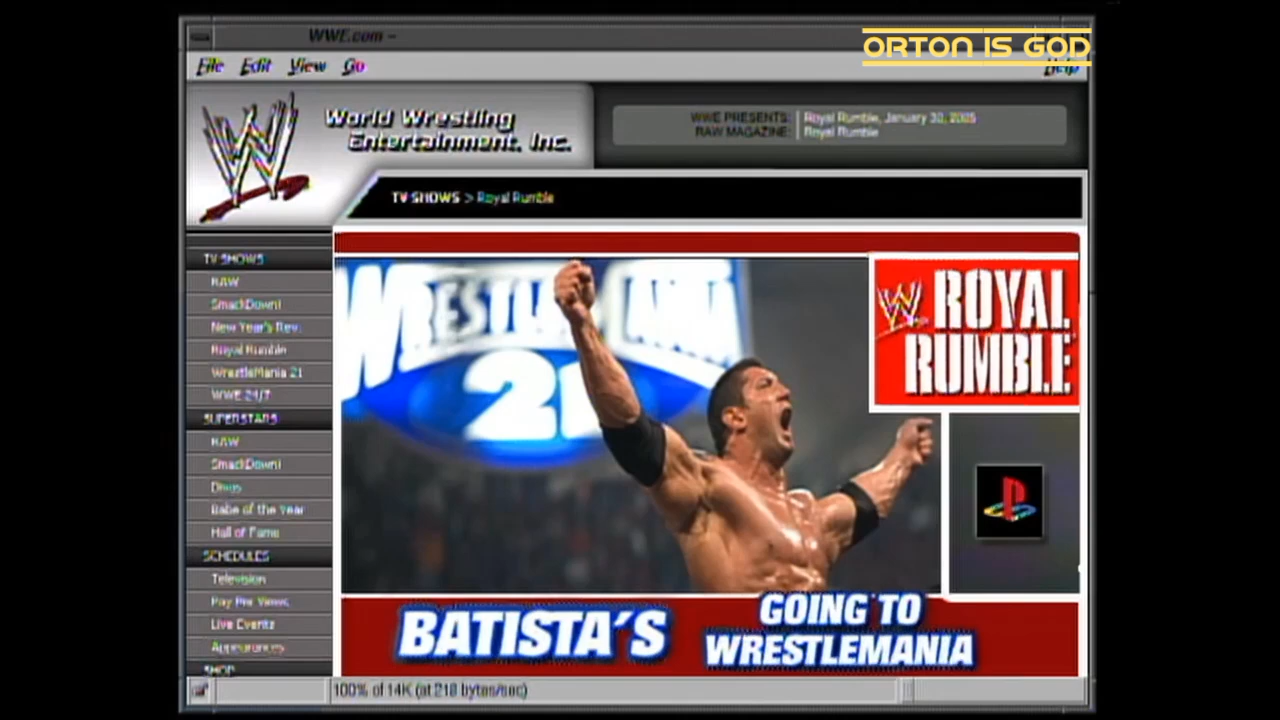 WWE.com -
ORTON IS GOD
File Edit View Go
Help
World Wrestling
Entertainment, Inc.
WWE PRESENTS: Royal Rumble, January 30, 2005
RAW MAGAZINE: Royal Rumble
TV SHOWS > Royal Rumble
TV SHOWS
RAW
SmackDown!
New Year's Rev.
Royal Rumble
WrestleMania 21
WWE 24/7
SUPERSTARS
RAW
SmackDown!
Divas
Babe of the year
Hall of Fame
SCHEDULES
Television
Pay Per Views
Live Events
Appearances
SHOP
WRESTLEMANIA
21
ROYAL
RUMBLE
BATISTA'S
GOING TO
WRESTLEMANIA
100% of 14K (at 218 bytes/sec)